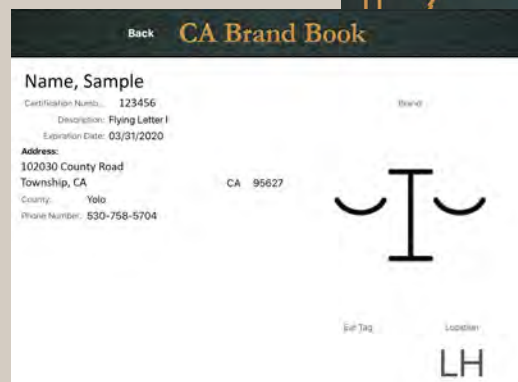 Back CA Brand Book
Name, Sample
Certification Numb... 123456
Brand
Description: Flying Letter I
Expiration Date: 03/31/2020
Address:
102030 County Road
Township, CA CA 95627
County: Yolo
Phone Number: 530-758-5704
Ear Tag Location
LH